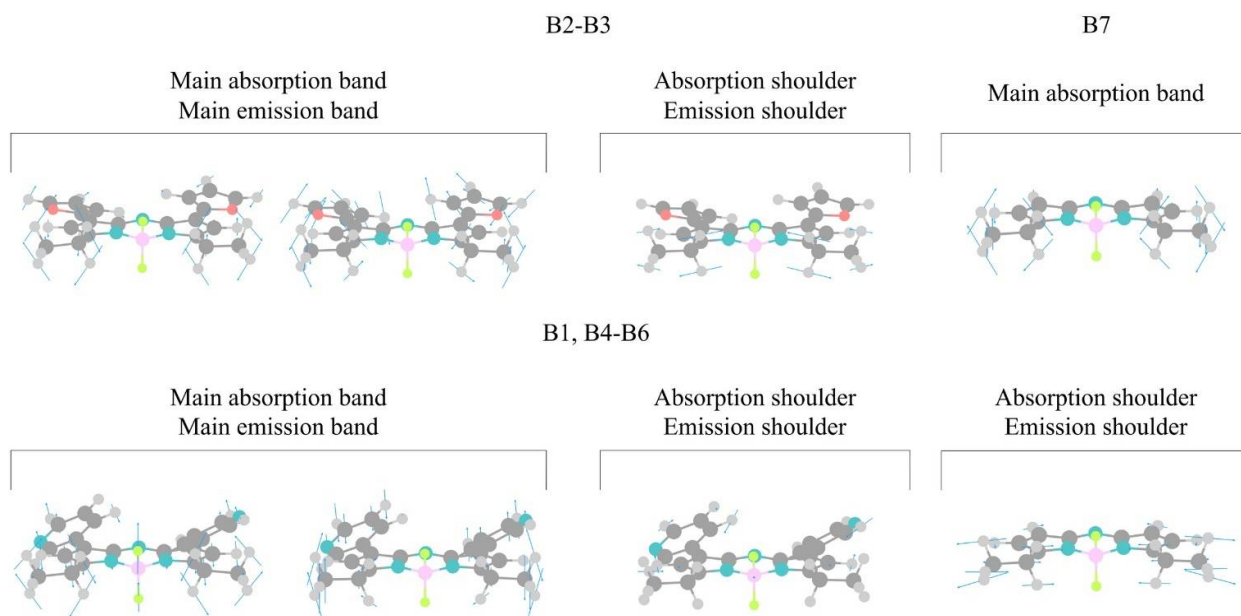 B2-B3
B7
Main absorption band
Main emission band
Absorption shoulder
Emission shoulder
Main absorption band
B1, B4-B6
Main absorption band
Main emission band
Absorption shoulder
Emission shoulder
Absorption shoulder
Emission shoulder